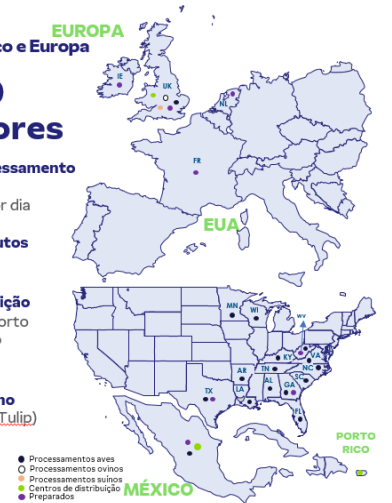 EUROPA
co e Europa
ores
essamento
r dia
utos
ição
orto
no
Tulip)
IE
UK
NL
FR
EUA
MN
WI
WV
KY
VA
TN
NC
AR
SC
AL
GA
LA
TX
FL
PORTO
RICO
MÉXICO
Processamentos aves
Processamentos ovinos
Processamentos suínos
Centros de distribuição
Preparados